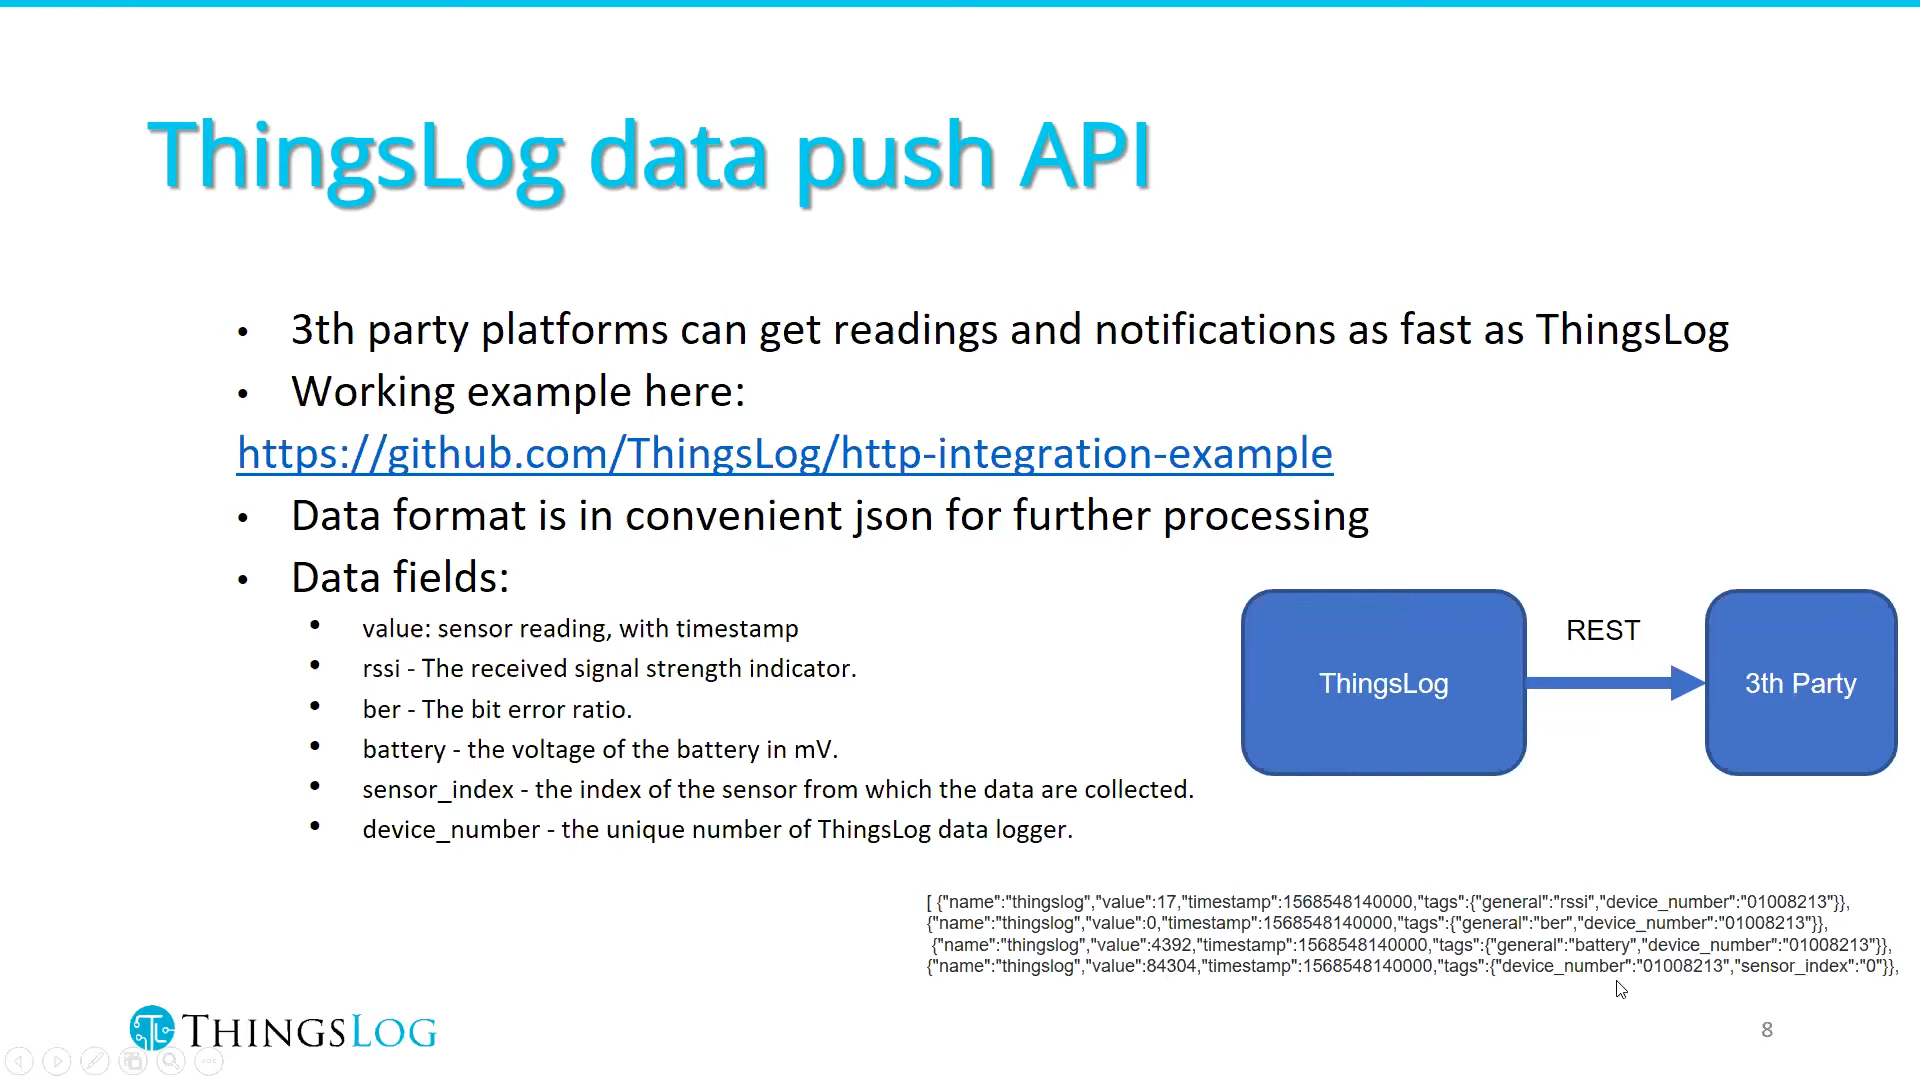 ThingsLog data push API
• 3th party platforms can get readings and notifications as fast as ThingsLog
• Working example here:
https://github.com/ThingsLog/http-integration-example
• Data format is in convenient json for further processing
• Data fields:
• value: sensor reading, with timestamp
• rssi - The received signal strength indicator.
• ber - The bit error ratio.
• battery - the voltage of the battery in mV.
• sensor_index - the index of the sensor from which the data are collected.
• device_number - the unique number of ThingsLog data logger.
ThingsLog
REST
3th Party
[ {"name":"thingslog","value":17,"timestamp":1568548140000,"tags":{"general":"rssi","device_number":"01008213"}},
{"name":"thingslog","value":0,"timestamp":1568548140000,"tags":{"general":"ber","device_number":"01008213"}},
{"name":"thingslog","value":4392,"timestamp":1568548140000,"tags":{"general":"battery","device_number":"01008213"}},
{"name":"thingslog","value":84304,"timestamp":1568548140000,"tags":{"device_number":"01008213","sensor_index":"0"}},
THINGSLOG
8